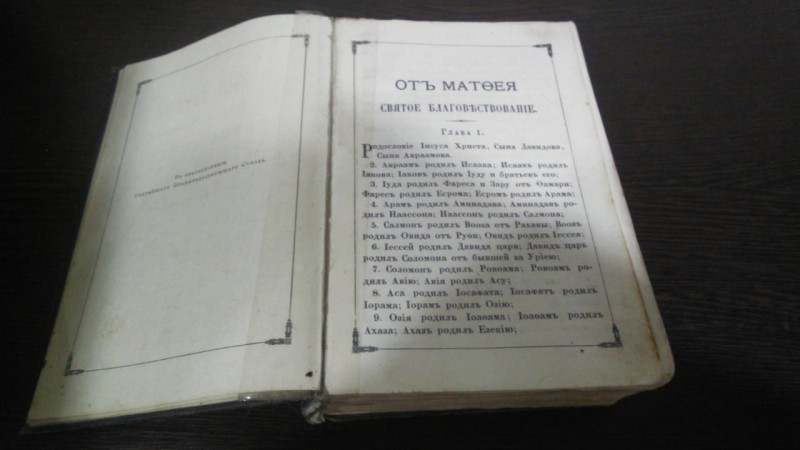 По благословенію
Святѣйшаго Правительствующаго Сѵнода.
ОТЪ МАТѲЕЯ
СВЯТОЕ БЛАГОВѢСТВОВАНІЕ.
Глава 1.
Родословіе Іисуса Христа, Сына Давидова,
Сына Авраамова.
2. Авраамъ родилъ Исаака; Исаакъ родилъ
Іакова; Іаковъ родилъ Іуду и братьевъ его;
3. Іуда родилъ Фареса и Зару отъ Ѳамари;
Фаресъ родилъ Есрома; Есромъ родилъ Арама;
4. Арамъ родилъ Аминадава; Аминадавъ ро-
дилъ Наассона; Наассонъ родилъ Салмона;
5. Салмонъ родилъ Вооза отъ Рахавы; Воозъ
родилъ Овида отъ Руѳи; Овидъ родилъ Іессея;
6. Іессей родилъ Давида царя; Давидъ царь
родилъ Соломона отъ бывшей за Уріею;
7. Соломонъ родилъ Ровоама; Ровоамъ ро-
дилъ Авію; Авія родилъ Асу;
8. Аса родилъ Іосафата; Іосафатъ родилъ
Іорама; Іорамъ родилъ Озію;
9. Озія родилъ Іоаѳама; Іоаѳамъ родилъ
Ахаза; Ахазъ родилъ Езекію;